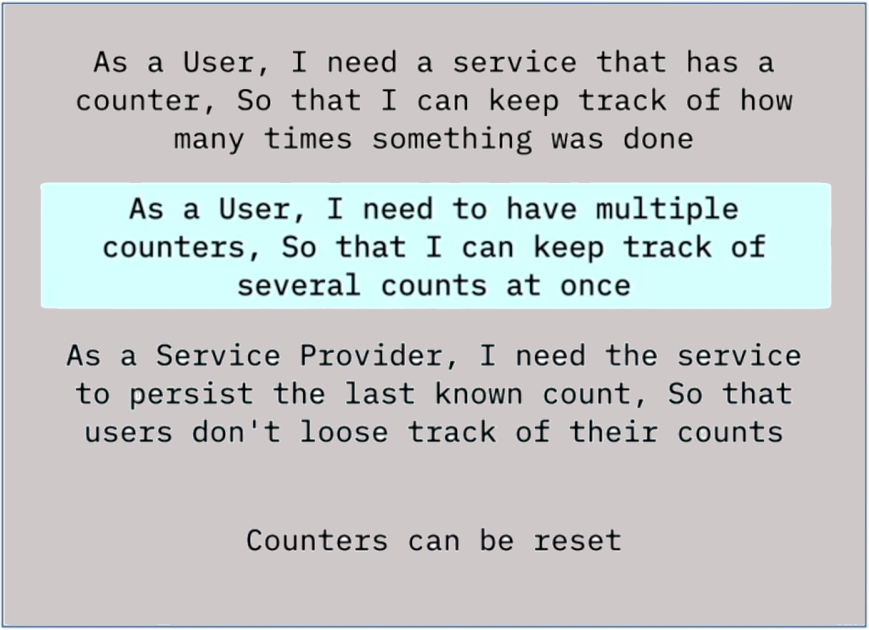 As a User, I need a service that has a
counter, So that I can keep track of how
many times something was done
As a User, I need to have multiple
counters, So that I can keep track of
several counts at once
As a Service Provider, I need the service
to persist the last known count, So that
users don't loose track of their counts
Counters can be reset